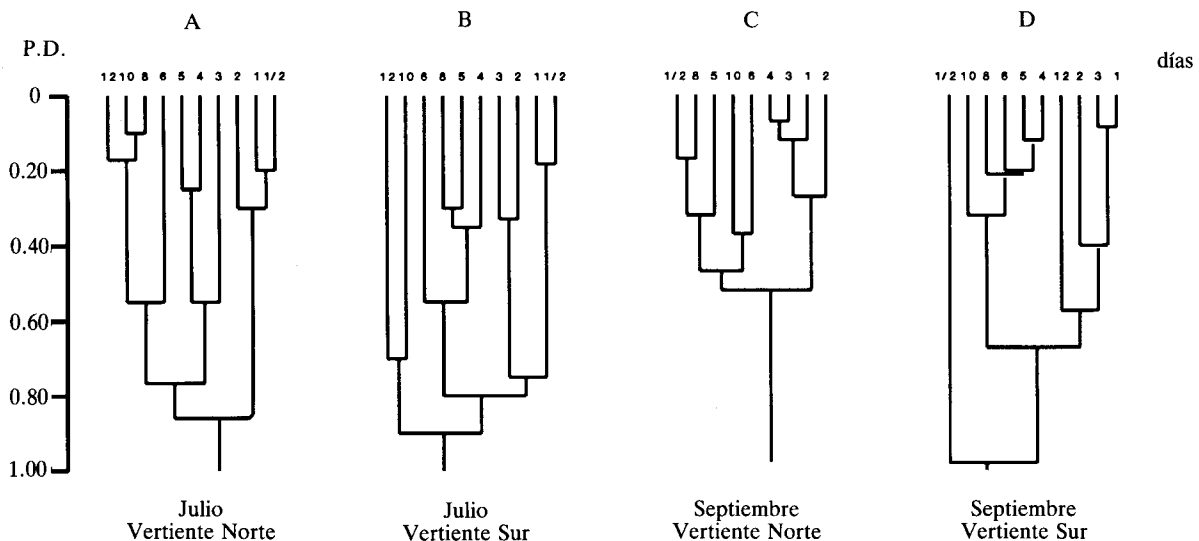 A B C D
P.D.
días
12 10 8 6 5 4 3 2 1 1/2
12 10 6 8 5 4 3 2 1 1/2
1/2 8 5 10 6 4 3 1 2
1/2 10 8 6 5 4 12 2 3 1
0
0.20
0.40
0.60
0.80
1.00
Julio
Vertiente Norte
Julio
Vertiente Sur
Septiembre
Vertiente Norte
Septiembre
Vertiente Sur